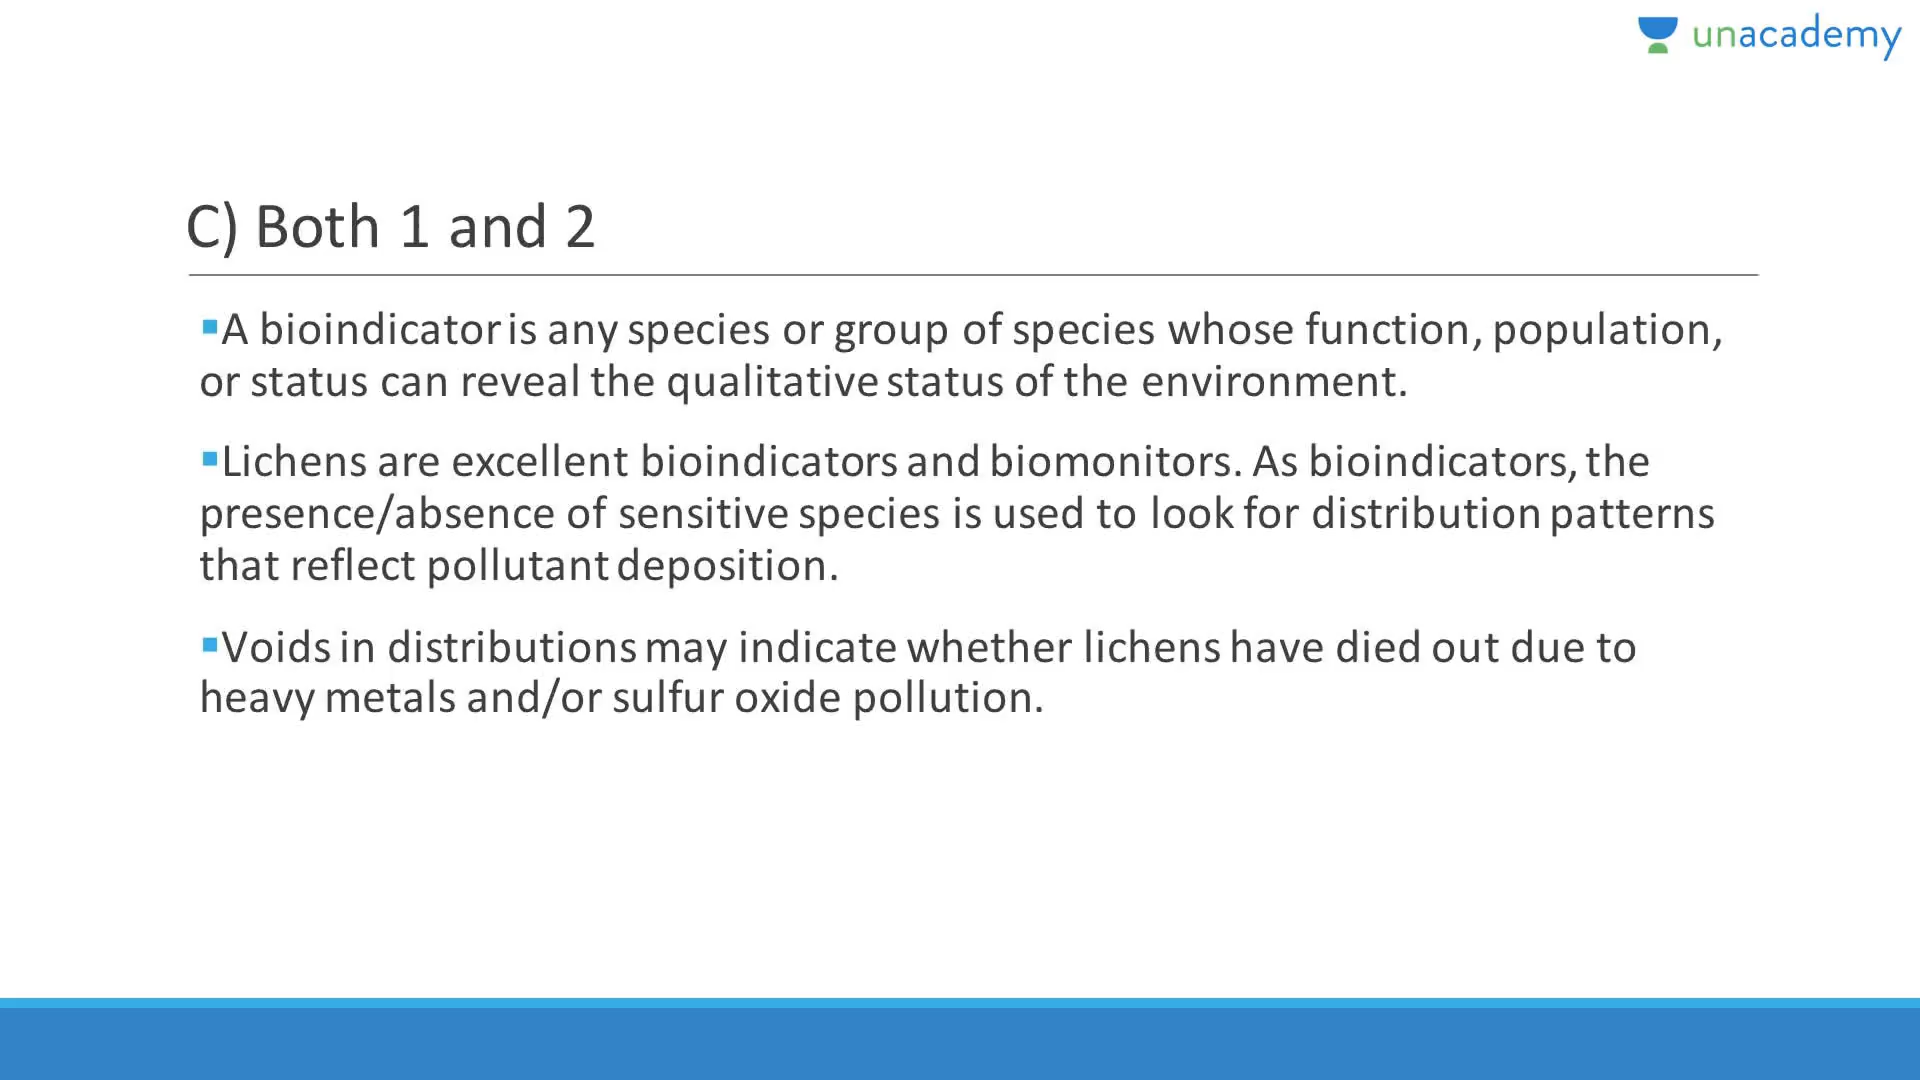 unacademy
C) Both 1 and 2
▪A bioindicator is any species or group of species whose function, population,
or status can reveal the qualitative status of the environment.
▪Lichens are excellent bioindicators and biomonitors. As bioindicators, the
presence/absence of sensitive species is used to look for distribution patterns
that reflect pollutant deposition.
▪Voids in distributions may indicate whether lichens have died out due to
heavy metals and/or sulfur oxide pollution.